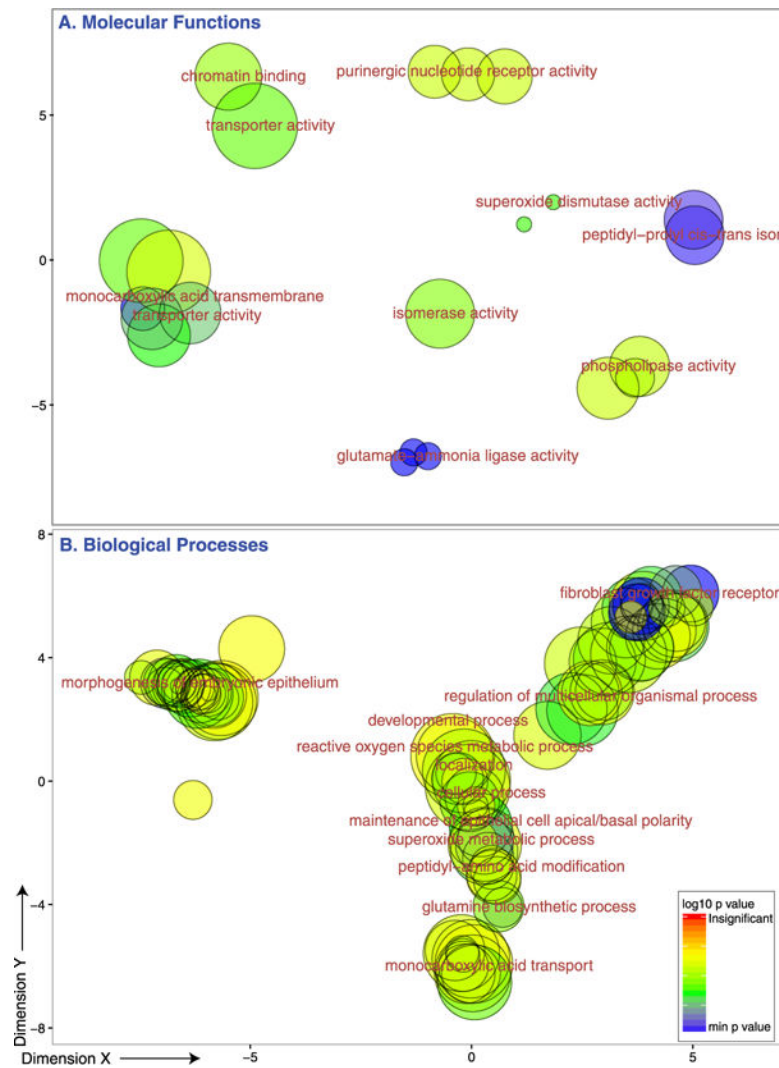 A. Molecular Functions
chromatin binding
purinergic nucleotide receptor activity
transporter activity
superoxide dismutase activity
peptidyl-prolyl cis-trans isom
monocarboxylic acid transmembrane
transporter activity
isomerase activity
phospholipase activity
glutamate-ammonia ligase activity
5
0
-5
B. Biological Processes
8
fibroblast growth factor receptor
4
morphogenesis of embryonic epithelium
regulation of multicellular organismal process
developmental process
reactive oxygen species metabolic process
localization
0
cellular process
maintenance of epithelial cell apical/basal polarity
superoxide metabolic process
peptidyl-amino acid modification
-4
glutamine biosynthetic process
monocarboxylic acid transport
-8
log10 p value
Insignificant
min p value
Dimension Y
Dimension X
-5
0
5